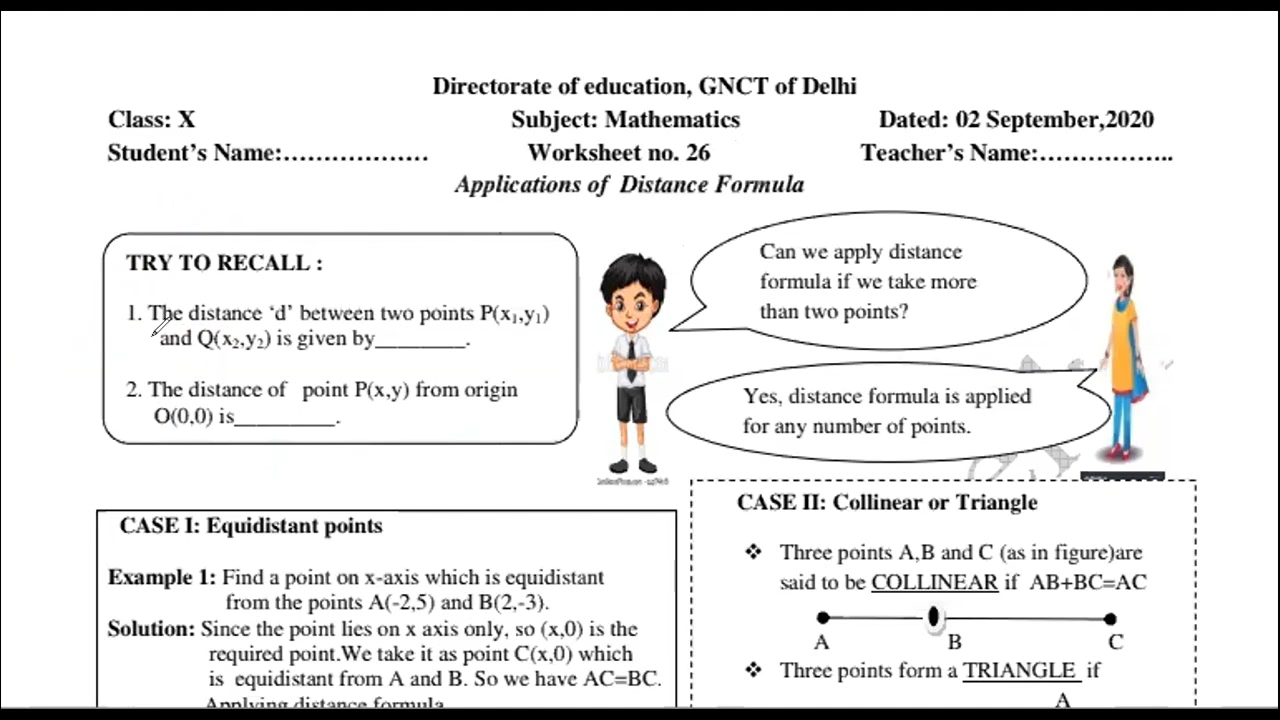 Directorate of education, GNCT of Delhi
Class: X Subject: Mathematics Dated: 02 September,2020
Student's Name:.................. Worksheet no. 26 Teacher's Name:.................
Applications of Distance Formula
TRY TO RECALL :
1. The distance 'd' between two points P(x₁,y₁)
and Q(x₂,y₂) is given by_________.
2. The distance of point P(x,y) from origin
O(0,0) is__________.
Can we apply distance
formula if we take more
than two points?
Yes, distance formula is applied
for any number of points.
CASE I: Equidistant points
Example 1: Find a point on x-axis which is equidistant
from the points A(-2,5) and B(2,-3).
Solution: Since the point lies on x axis only, so (x,0) is the
required point.We take it as point C(x,0) which
is equidistant from A and B. So we have AC=BC.
Applying distance formula
CASE II: Collinear or Triangle
❖ Three points A,B and C (as in figure)are
said to be COLLINEAR if AB+BC=AC
A B C
❖ Three points form a TRIANGLE if
A